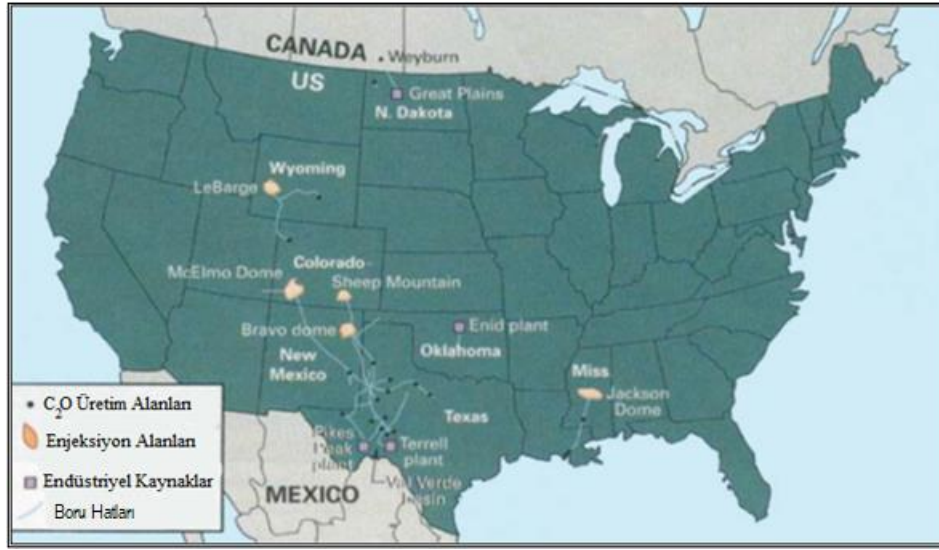 CANADA
Weyburn
US
Great Plains
N. Dakota
Wyoming
LeBarge
McElmo Dome
Colorado
Sheep Mountain
Bravo dome
Enid plant
Oklahoma
New
Mexico
Miss
Jackson
Dome
Texas
Pikes
Peak
plant
Terrell
plant
Val Verde
basin
MEXICO
C₂O Üretim Alanları
Enjeksiyon Alanları
Endüstriyel Kaynaklar
Boru Hatları